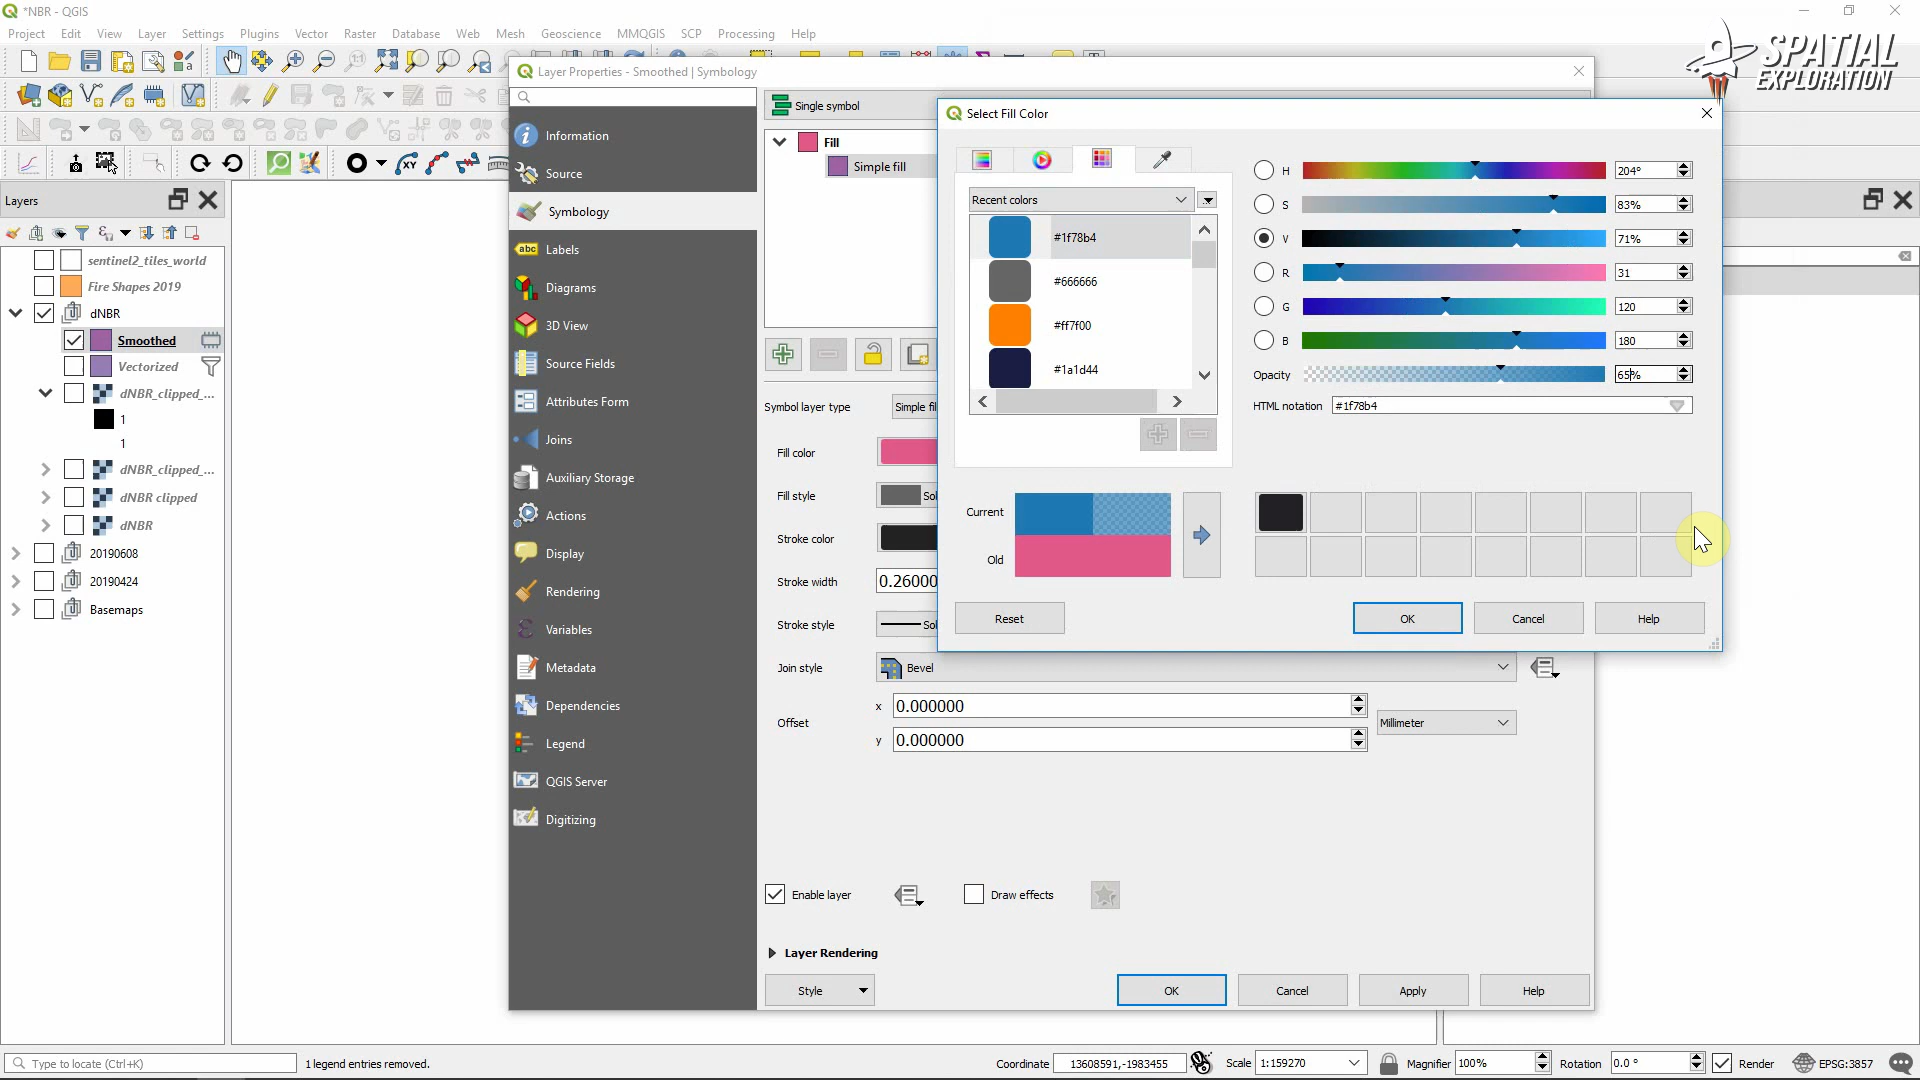 *NBR - QGIS
Project Edit View Layer Settings Plugins Vector Raster Database Web Mesh Geoscience MMQGIS SCP Processing Help
SPATIAL
EXPLORATION
Layer Properties - Smoothed | Symbology
Single symbol
Select Fill Color
Information
Source
Symbology
Labels
Diagrams
3D View
Source Fields
Attributes Form
Joins
Auxiliary Storage
Actions
Display
Rendering
Variables
Metadata
Dependencies
Legend
QGIS Server
Digitizing
abc
XY
Layers
sentinel2_tiles_world
Fire Shapes 2019
dNBR
Smoothed
Vectorized
dNBR_clipped_...
1
1
dNBR_clipped_...
dNBR clipped
dNBR
20190608
20190424
Basemaps
Fill
Simple fill
Symbol layer type Simple fil
Fill color
Fill style Sol
Stroke color
Stroke width 0.26000
Stroke style Sol
Join style Bevel
Offset
x 0.000000
y 0.000000
Millimeter
Enable layer
Draw effects
Layer Rendering
Style
OK Cancel Apply Help
Recent colors
#1f78b4
#666666
#ff7f00
#1a1d44
H 204°
S 83%
V 71%
R 31
G 120
B 180
Opacity 65%
HTML notation #1f78b4
Current
Old
Reset
OK Cancel Help
Type to locate (Ctrl+K) 1 legend entries removed. Coordinate 13608591,-1983455 Scale 1:159270 Magnifier 100% Rotation 0.0 ° Render EPSG:3857